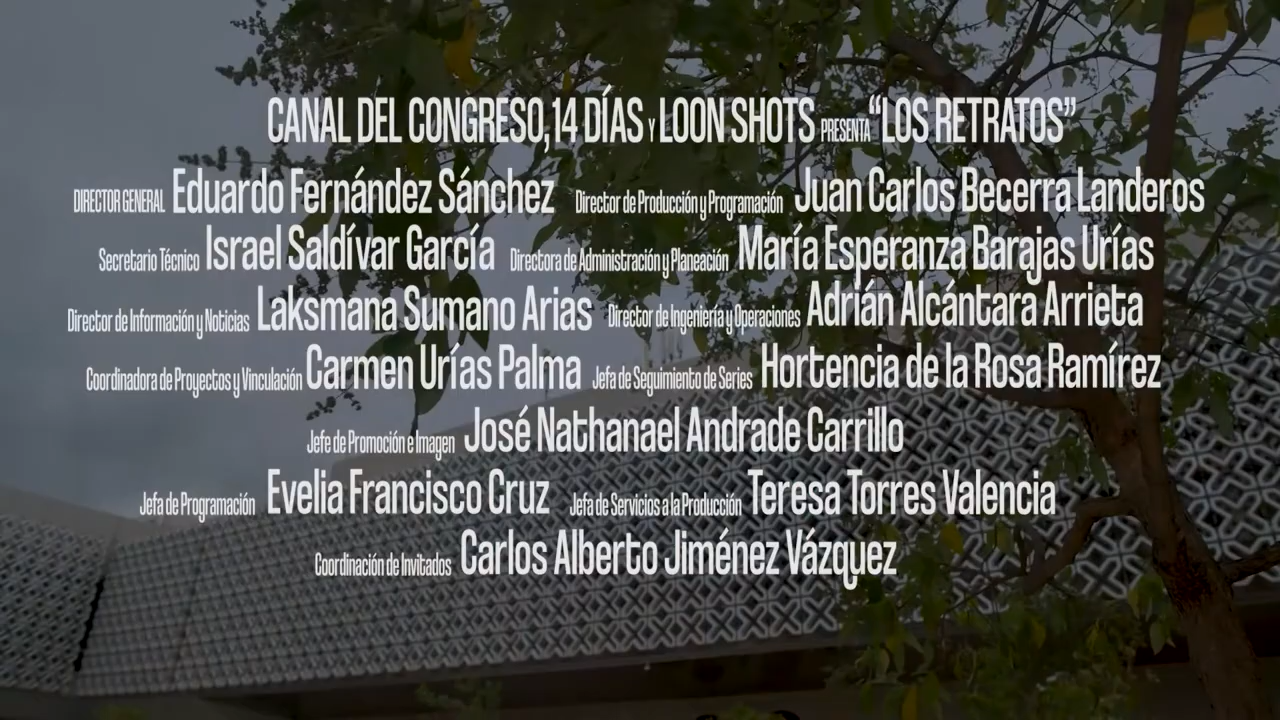 CANAL DEL CONGRESO, 14 DÍAS Y LOON SHOTS PRESENTA “LOS RETRATOS”
DIRECTOR GENERAL Eduardo Fernández Sánchez Director de Producción y Programación Juan Carlos Becerra Landeros
Secretario Técnico Israel Saldívar García Directora de Administración y Planeación María Esperanza Barajas Urías
Director de Información y Noticias Laksmana Sumano Arias Director de Ingeniería y Operaciones Adrián Alcántara Arrieta
Coordinadora de Proyectos y Vinculación Carmen Urías Palma Jefa de Seguimiento de Series Hortencia de la Rosa Ramírez
Jefe de Promoción e Imagen José Nathanael Andrade Carrillo
Jefa de Programación Evelia Francisco Cruz Jefa de Servicios a la Producción Teresa Torres Valencia
Coordinación de Invitados Carlos Alberto Jiménez Vázquez